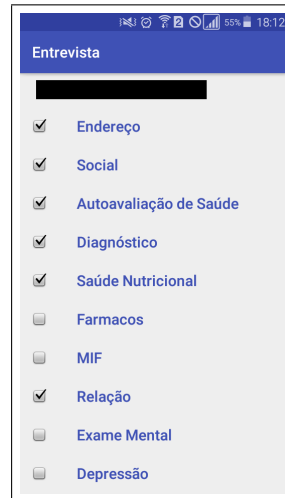 55% 18:12
Entrevista
Endereço
Social
Autoavaliação de Saúde
Diagnóstico
Saúde Nutricional
Farmacos
MIF
Relação
Exame Mental
Depressão